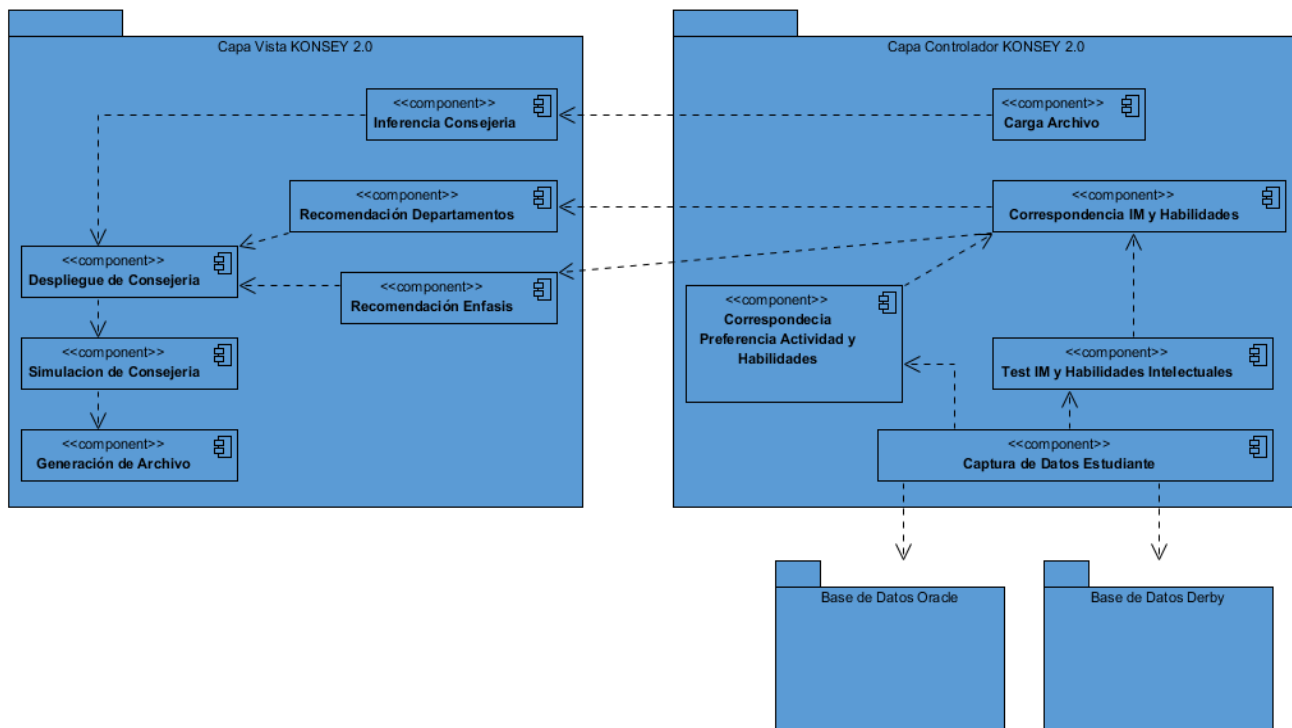 Capa Vista KONSEY 2.0
<<component>>
Inferencia Consejeria
<<component>>
Recomendación Departamentos
<<component>>
Despliegue de Consejeria
<<component>>
Recomendación Enfasis
<<component>>
Simulacion de Consejeria
<<component>>
Generación de Archivo
Capa Controlador KONSEY 2.0
<<component>>
Carga Archivo
<<component>>
Correspondencia IM y Habilidades
<<component>>
Correspondecia
Preferencia Actividad y
Habilidades
<<component>>
Test IM y Habilidades Intelectuales
<<component>>
Captura de Datos Estudiante
Base de Datos Oracle
Base de Datos Derby